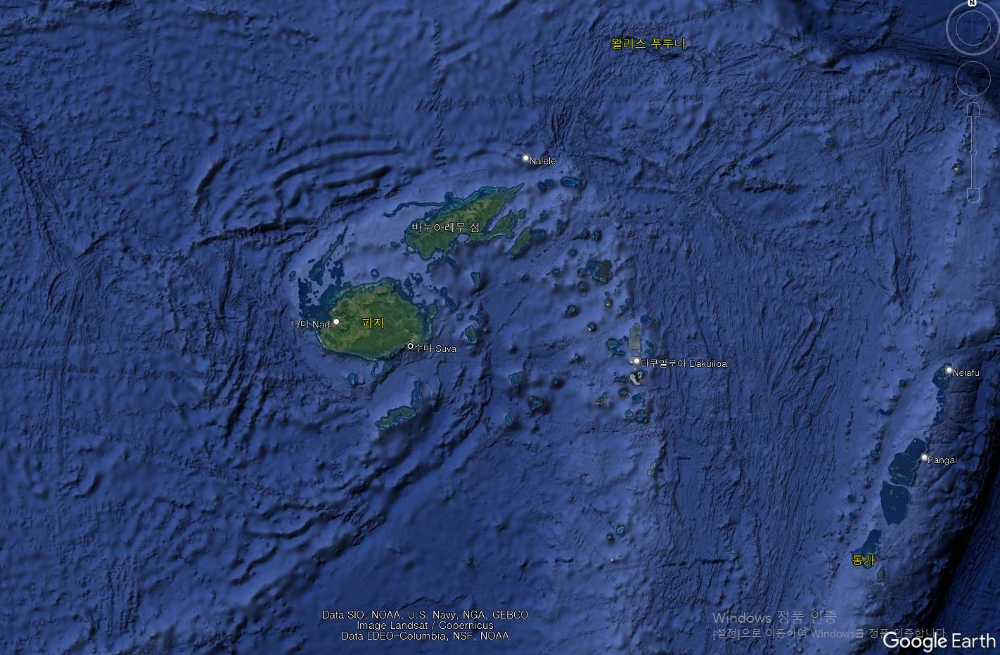 N
왈리스 푸투나
Nalele
바누아레부 섬
나디 Nadi
피지
수바 Suva
다쿠일로아 Dakuiloa
Neiafu
Pangai
통가
Data SIO, NOAA, U.S. Navy, NGA, GEBCO
Image Landsat / Copernicus
Data LDEO-Columbia, NSF, NOAA
Windows 정품 인증
[설정]으로 이동하여 Windows를 정품 인증합니다.
Google Earth